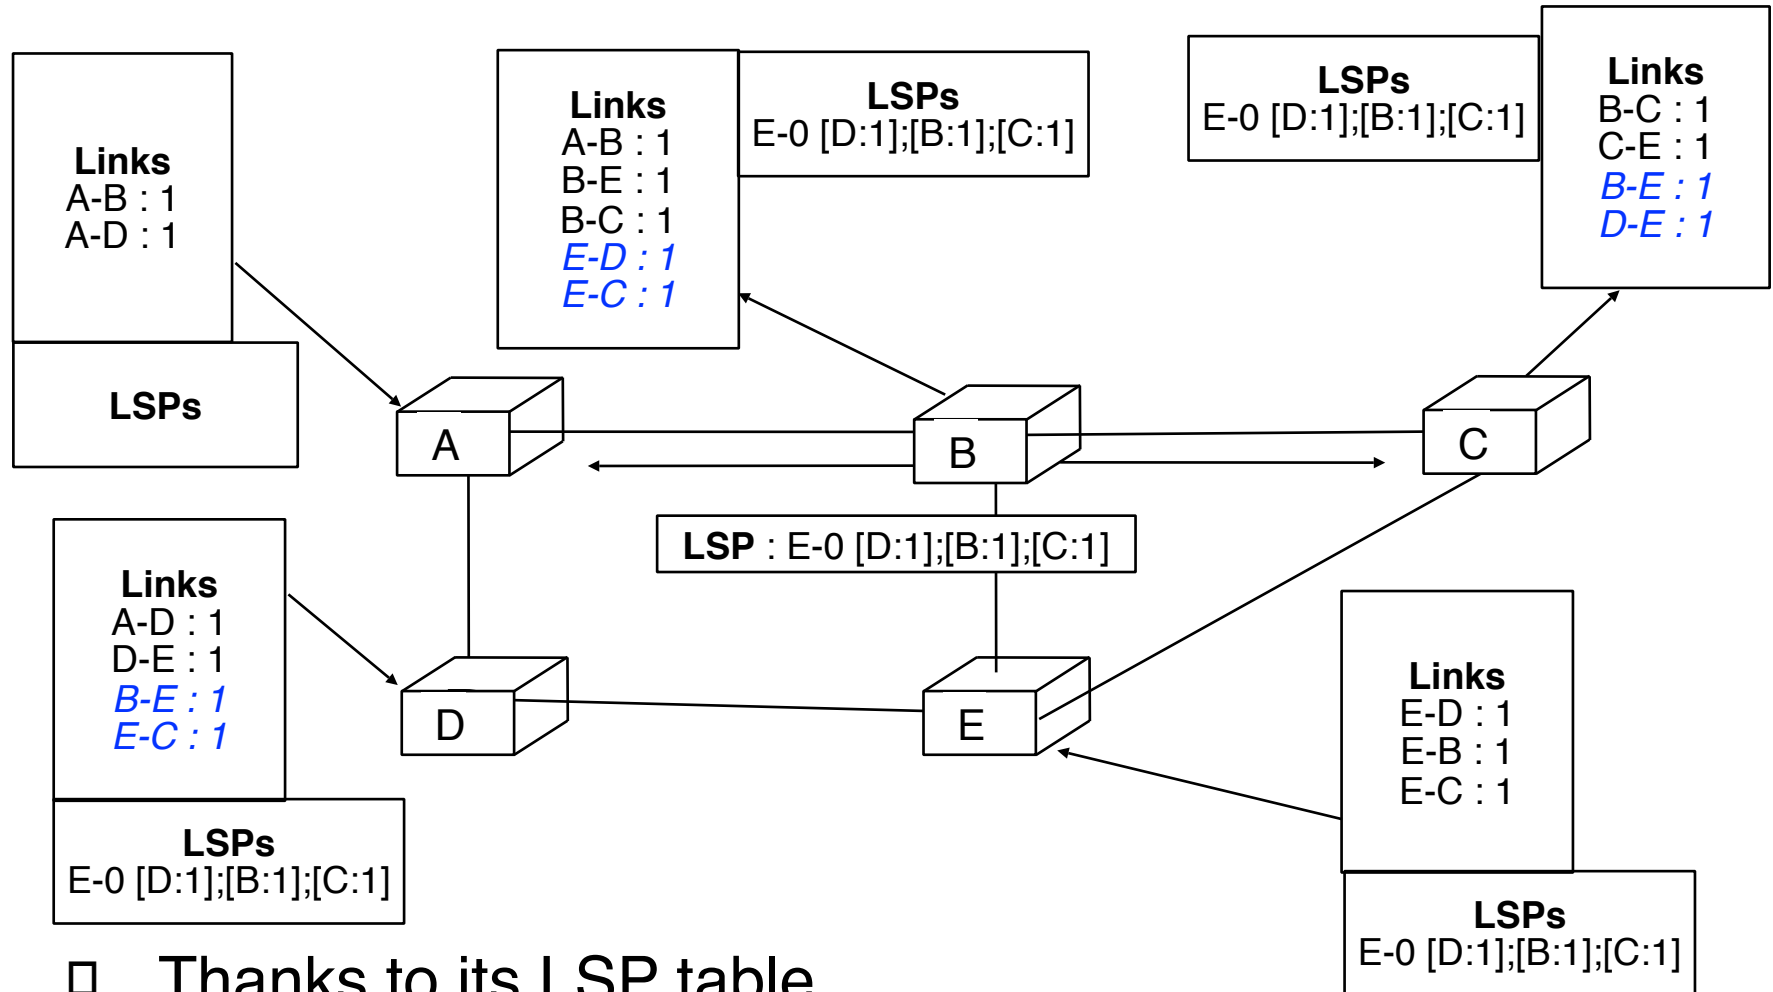 Links
A-B : 1
A-D : 1
LSPs
Links
A-B : 1
B-E : 1
B-C : 1
E-D : 1
E-C : 1
LSPs
E-0 [D:1];[B:1];[C:1]
LSPs
E-0 [D:1];[B:1];[C:1]
Links
B-C : 1
C-E : 1
B-E : 1
D-E : 1
A
B
C
LSP : E-0 [D:1];[B:1];[C:1]
Links
A-D : 1
D-E : 1
B-E : 1
E-C : 1
LSPs
E-0 [D:1];[B:1];[C:1]
D
E
Links
E-D : 1
E-B : 1
E-C : 1
LSPs
E-0 [D:1];[B:1];[C:1]
Thanks to its LSP table